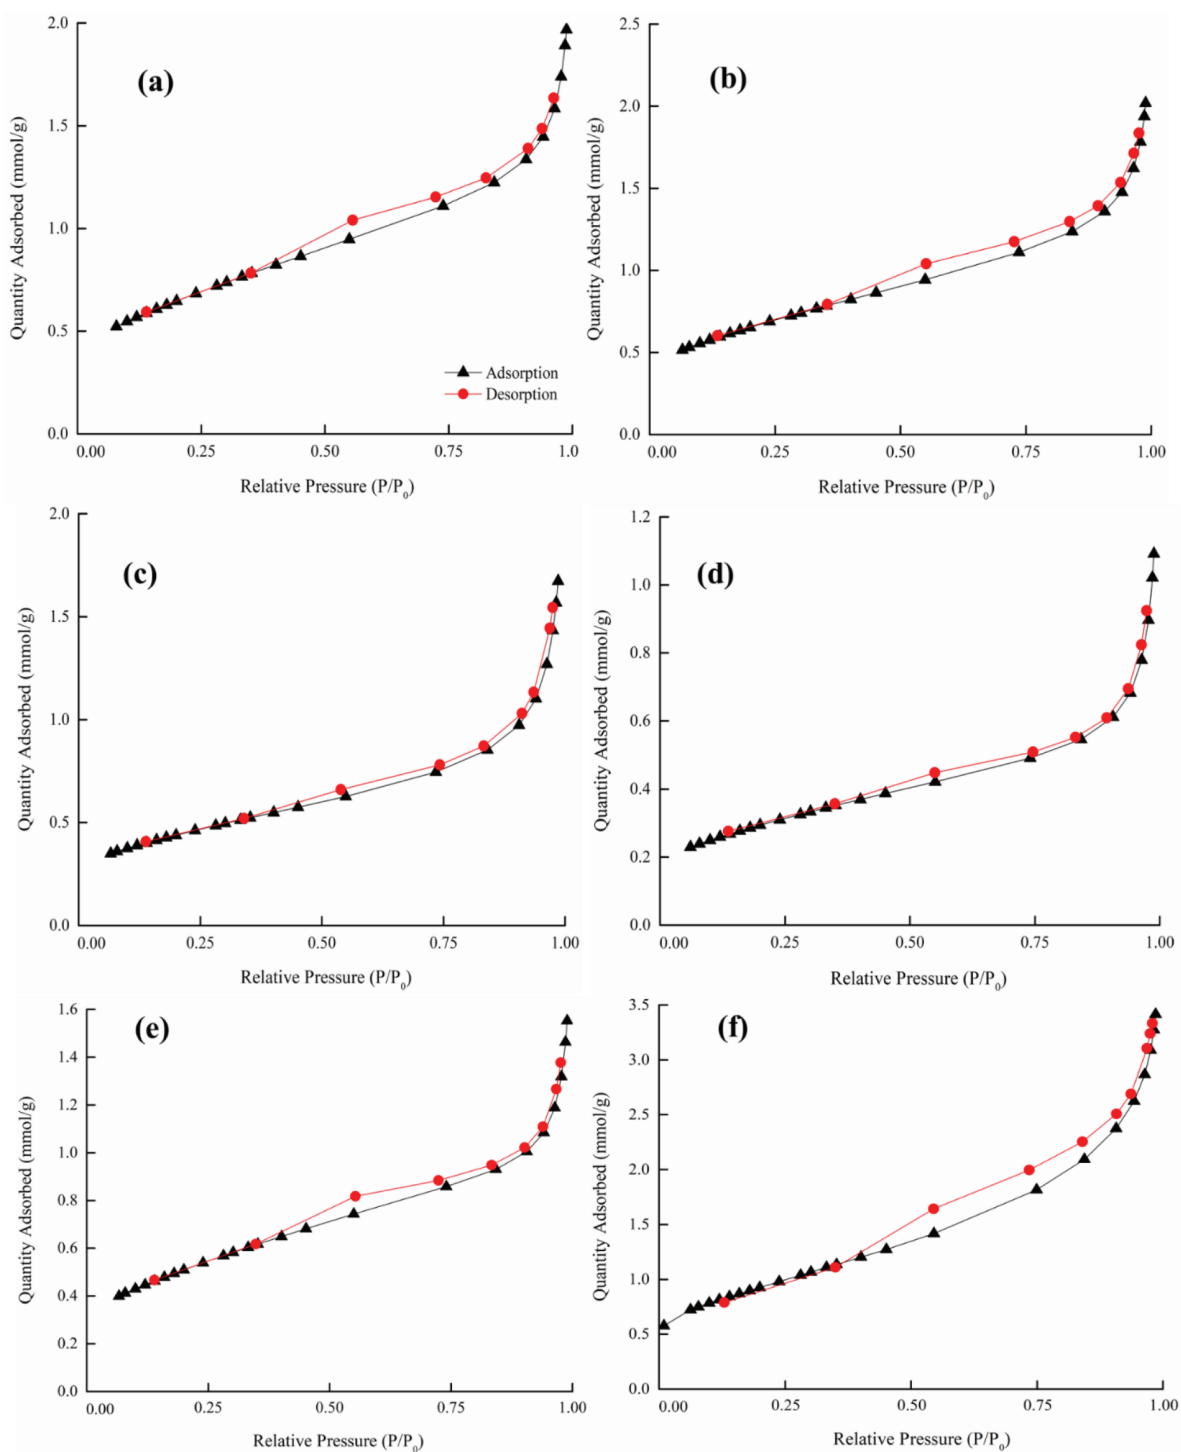 (a)
Quantity Adsorbed (mmol/g)
2.0
1.5
1.0
0.5
0.0
Adsorption
Desorption
0.00 0.25 0.50 0.75 1.0
Relative Pressure (P/P₀)
(b)
Quantity Adsorbed (mmol/g)
2.5
2.0
1.5
1.0
0.5
0.0
0.00 0.25 0.50 0.75 1.00
Relative Pressure (P/P₀)
(c)
Quantity Adsorbed (mmol/g)
2.0
1.5
1.0
0.5
0.0
0.00 0.25 0.50 0.75 1.00
Relative Pressure (P/P₀)
(d)
Quantity Adsorbed (mmol/g)
1.2
1.0
0.8
0.6
0.4
0.2
0.0
0.00 0.25 0.50 0.75 1.00
Relative Pressure (P/P₀)
(e)
Quantity Adsorbed (mmol/g)
1.6
1.4
1.2
1.0
0.8
0.6
0.4
0.2
0.0
0.00 0.25 0.50 0.75 1.00
Relative Pressure (P/P₀)
(f)
Quantity Adsorbed (mmol/g)
3.5
3.0
2.5
2.0
1.5
1.0
0.5
0.0
0.00 0.25 0.50 0.75 1.00
Relative Pressure (P/P₀)